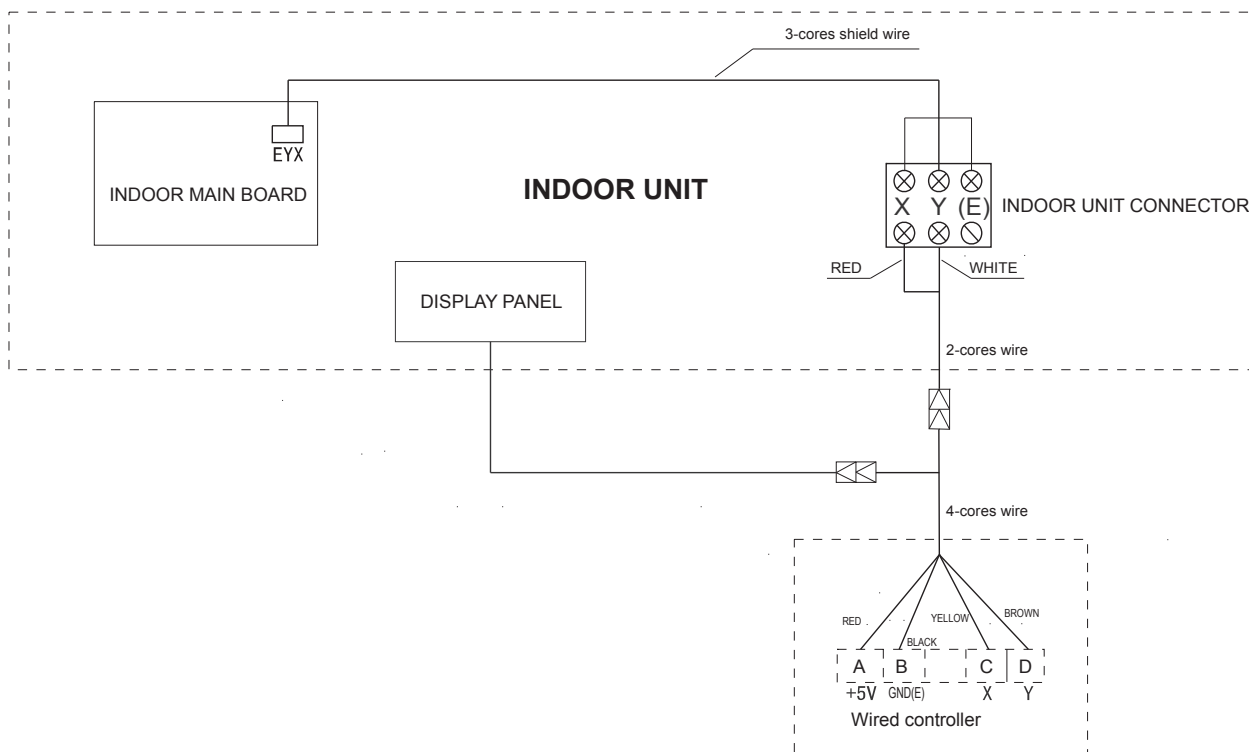 3-cores shield wire
EYX
INDOOR MAIN BOARD
INDOOR UNIT
X Y (E)
INDOOR UNIT CONNECTOR
RED
WHITE
DISPLAY PANEL
2-cores wire
4-cores wire
RED
BLACK
YELLOW
BROWN
A B C D
+5V GND(E) X Y
Wired controller